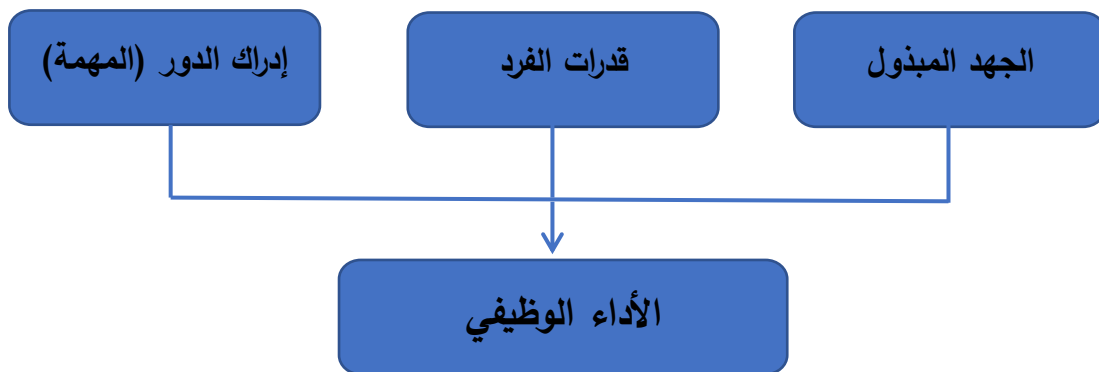 الجهد المبذول
قدرات الفرد
إدراك الدور (المهمة)
الأداء الوظيفي